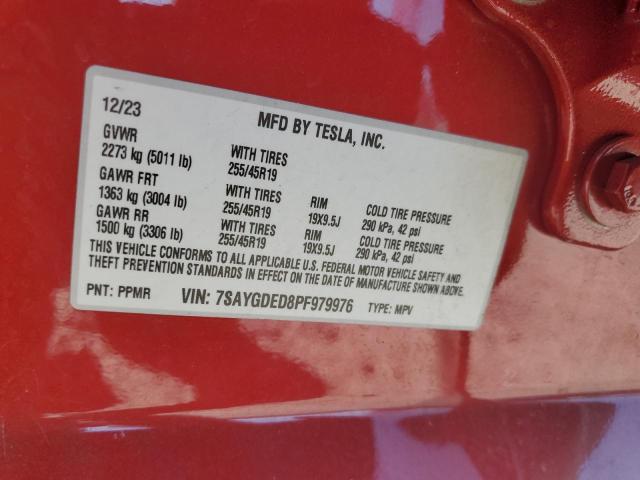 12/23 MFD BY TESLA, INC.
GVWR
2273 kg (5011 lb) WITH TIRES 255/45R19
GAWR FRT
1363 kg (3004 lb) WITH TIRES 255/45R19 RIM 19X9.5J COLD TIRE PRESSURE 290 kPa, 42 psi
GAWR RR
1500 kg (3306 lb) WITH TIRES 255/45R19 RIM 19X9.5J COLD TIRE PRESSURE 290 kPa, 42 psi
THIS VEHICLE CONFORMS TO ALL APPLICABLE U.S. FEDERAL MOTOR VEHICLE SAFETY AND
THEFT PREVENTION STANDARDS IN EFFECT ON THE DATE OF MANUFACTURE SHOWN ABOVE.
PNT: PPMR VIN: 7SAYGDED8PF979976 TYPE: MPV